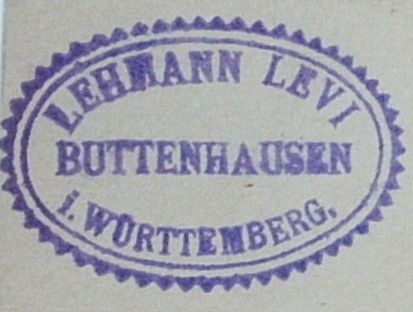 LEHMANN LEVI
BUTTENHAUSEN
i. WÜRTTEMBERG.